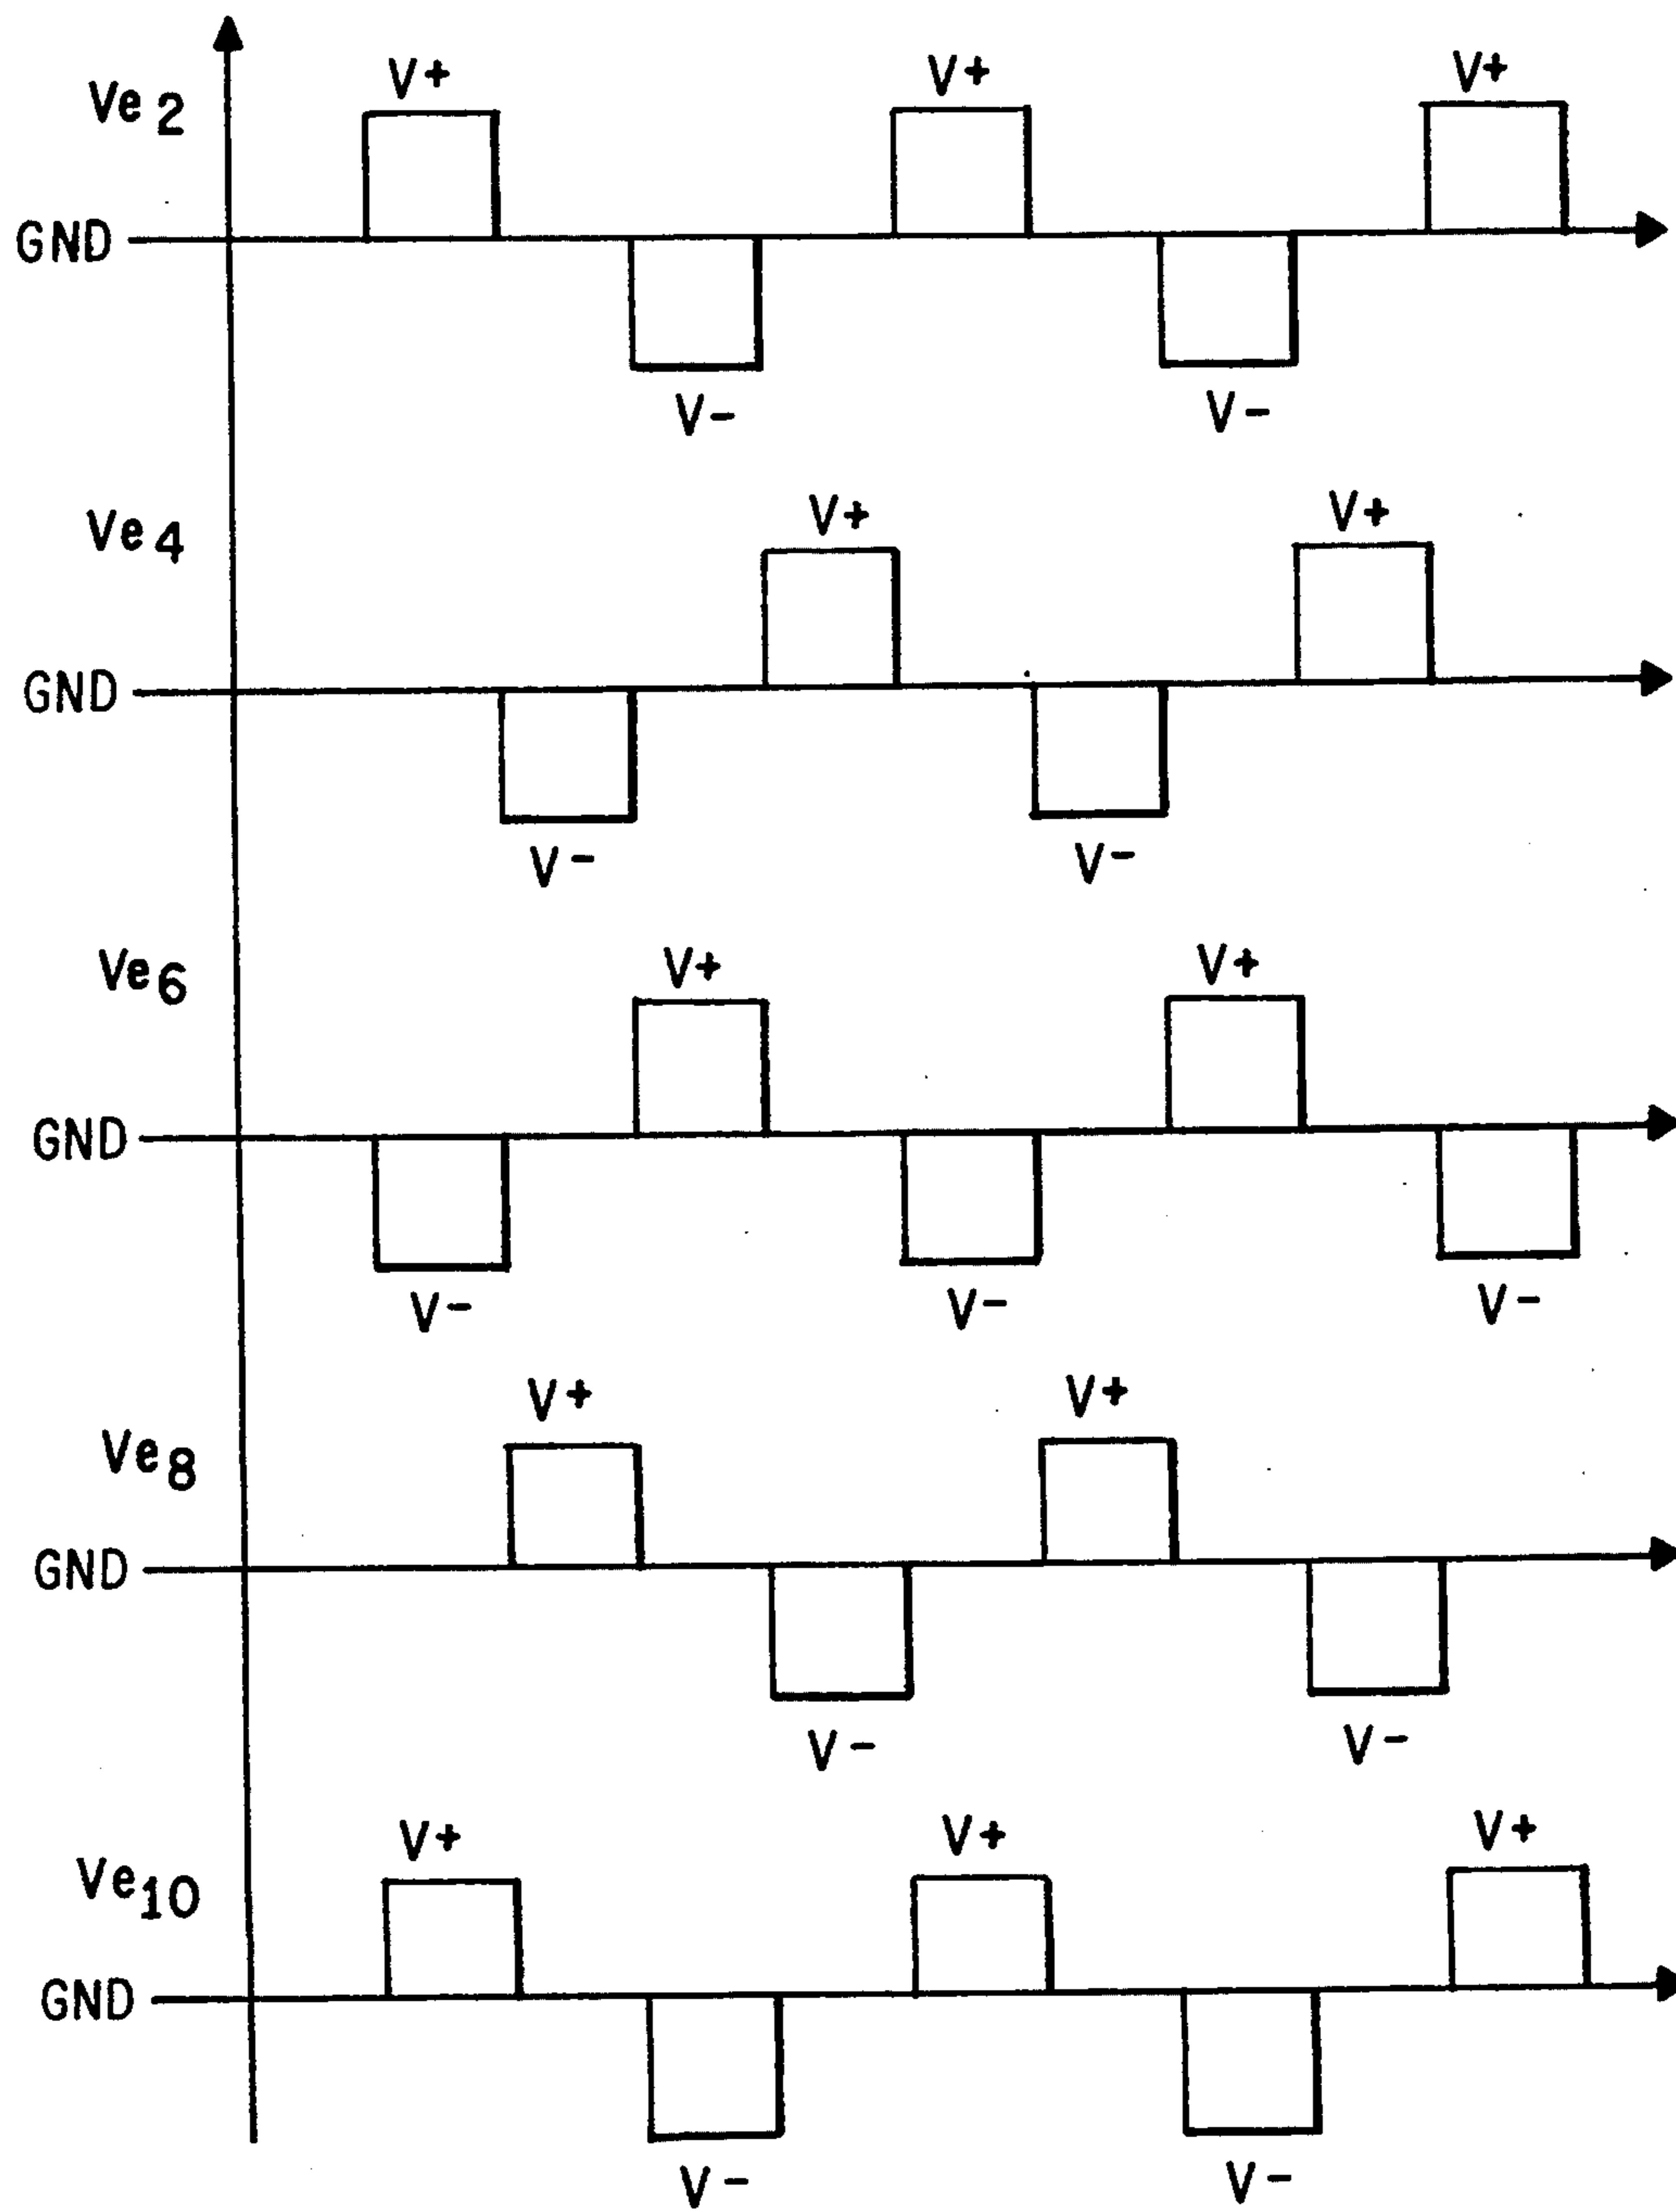 V+ V+ V+
Ve2
GND
V- V-
V+ V+
Ve4
GND
V- V-
V+ V+
Ve6
GND
V- V- V-
V+ V+
Ve8
GND
V- V-
V+ V+ V+
Ve10
GND
V- V-